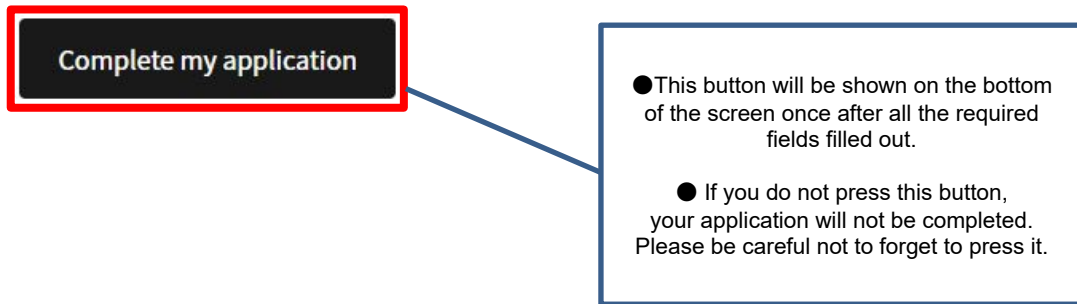 Complete my application
●This button will be shown on the bottom
of the screen once after all the required
fields filled out.
● If you do not press this button,
your application will not be completed.
Please be careful not to forget to press it.